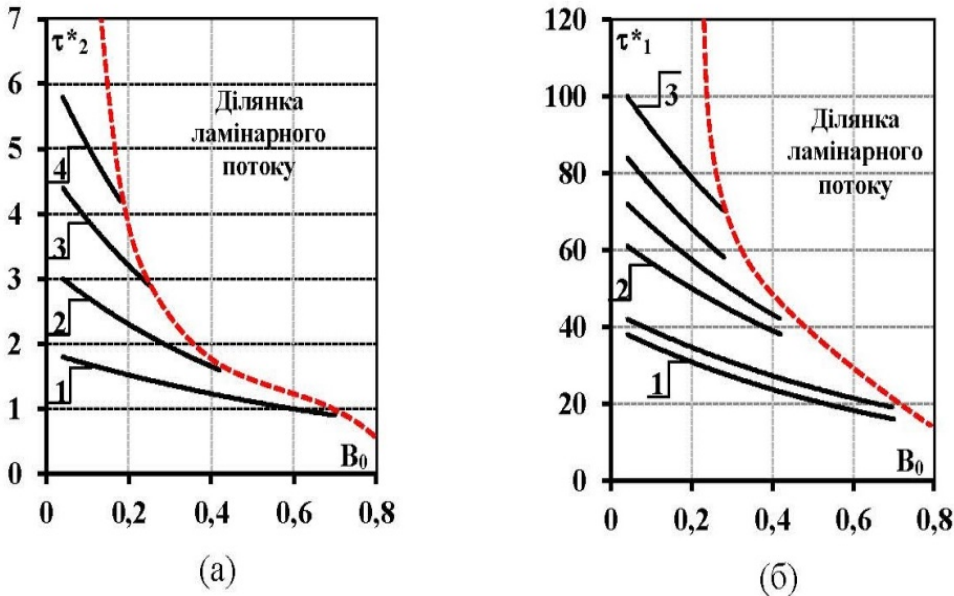 7
τ*2
6
5
4
3
2
1
0
Ділянка
ламінарного
потоку
4
3
2
1
B0
0 0,2 0,4 0,6 0,8
(а)
120
τ*1
100
80
60
40
20
0
Ділянка
ламінарного
потоку
3
2
1
B0
0 0,2 0,4 0,6 0,8
(б)